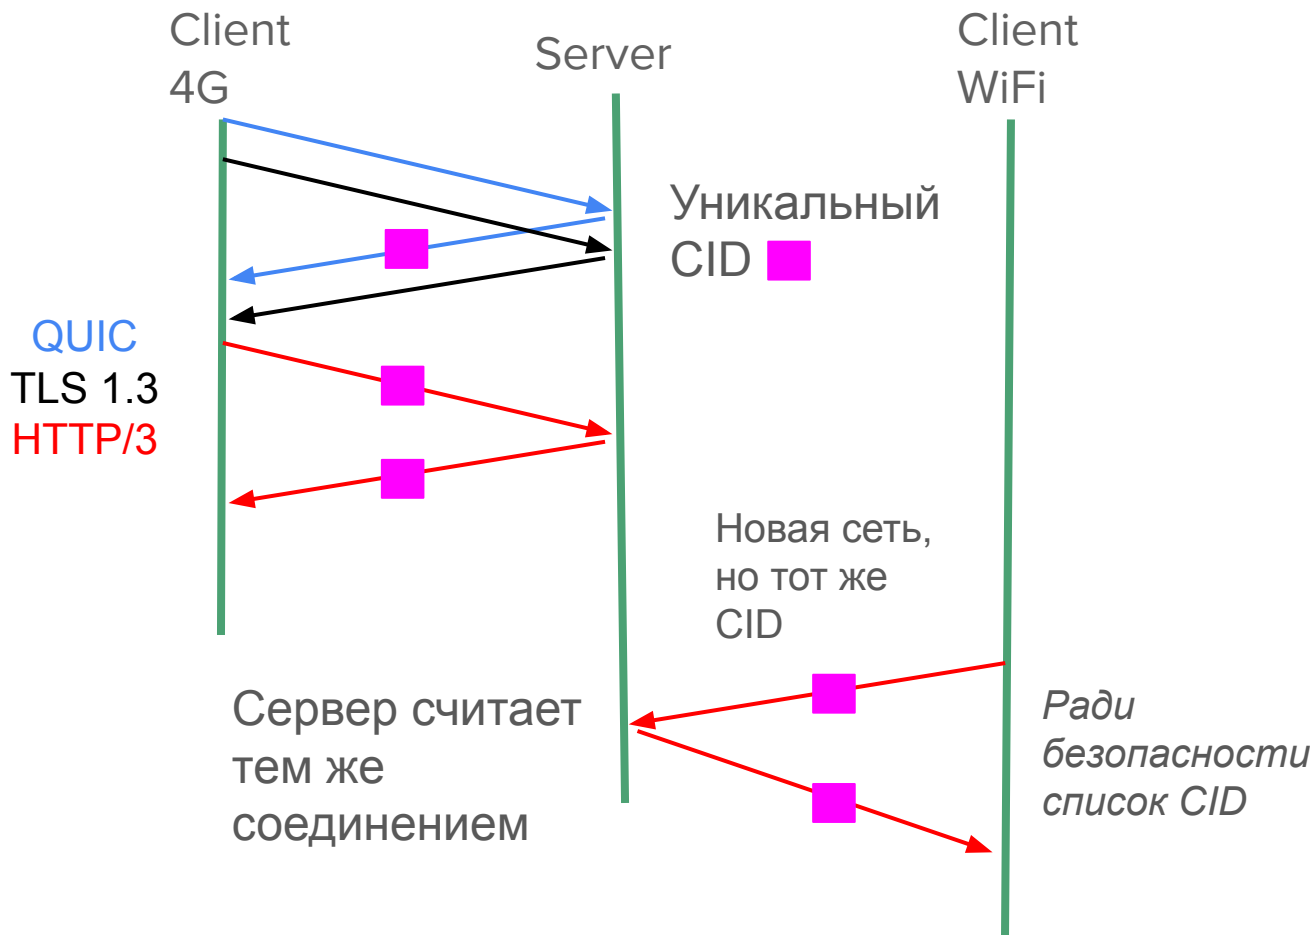 Client
4G
Server
Client
WiFi
Уникальный
CID
QUIC
TLS 1.3
HTTP/3
Новая сеть,
но тот же
CID
Сервер считает
тем же
соединением
Ради
безопасности
список CID